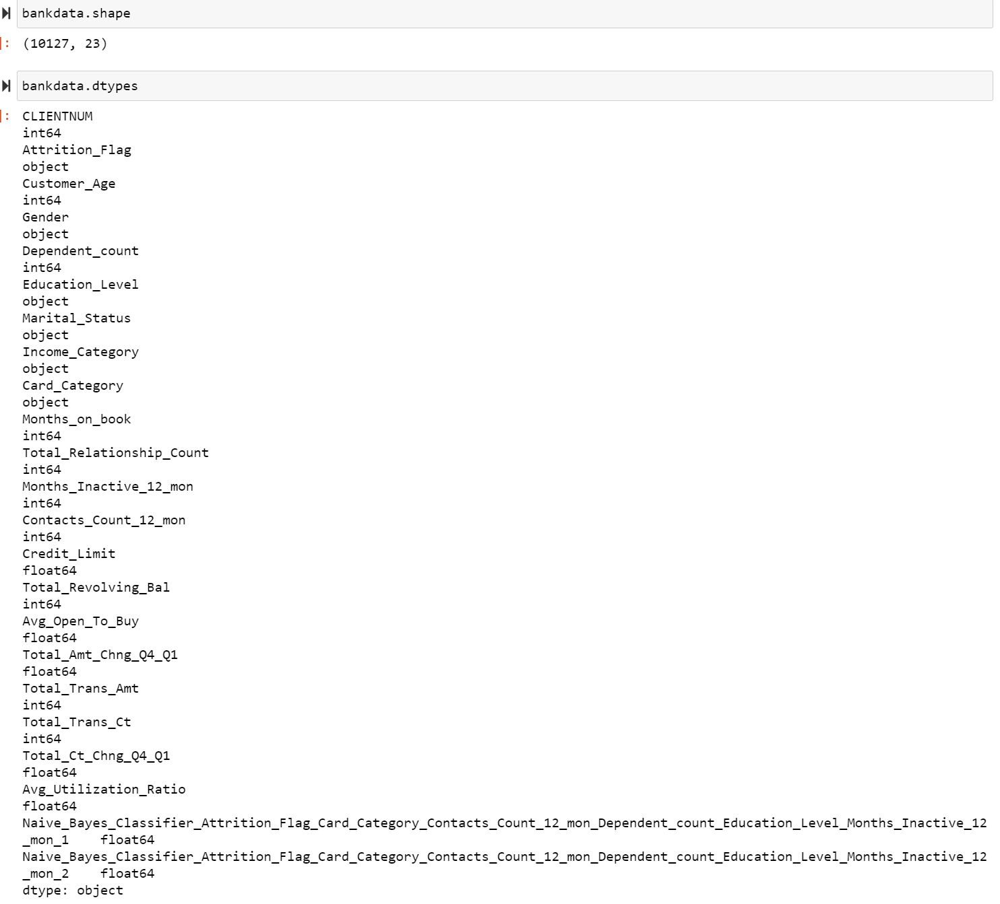 bankdata.shape
: (10127, 23)
bankdata.dtypes
: CLIENTNUM
int64
Attrition_Flag
object
Customer_Age
int64
Gender
object
Dependent_count
int64
Education_Level
object
Marital_Status
object
Income_Category
object
Card_Category
object
Months_on_book
int64
Total_Relationship_Count
int64
Months_Inactive_12_mon
int64
Contacts_Count_12_mon
int64
Credit_Limit
float64
Total_Revolving_Bal
int64
Avg_Open_To_Buy
float64
Total_Amt_Chng_Q4_Q1
float64
Total_Trans_Amt
int64
Total_Trans_Ct
int64
Total_Ct_Chng_Q4_Q1
float64
Avg_Utilization_Ratio
float64
Naive_Bayes_Classifier_Attrition_Flag_Card_Category_Contacts_Count_12_mon_Dependent_count_Education_Level_Months_Inactive_12
_mon_1    float64
Naive_Bayes_Classifier_Attrition_Flag_Card_Category_Contacts_Count_12_mon_Dependent_count_Education_Level_Months_Inactive_12
_mon_2    float64
dtype: object